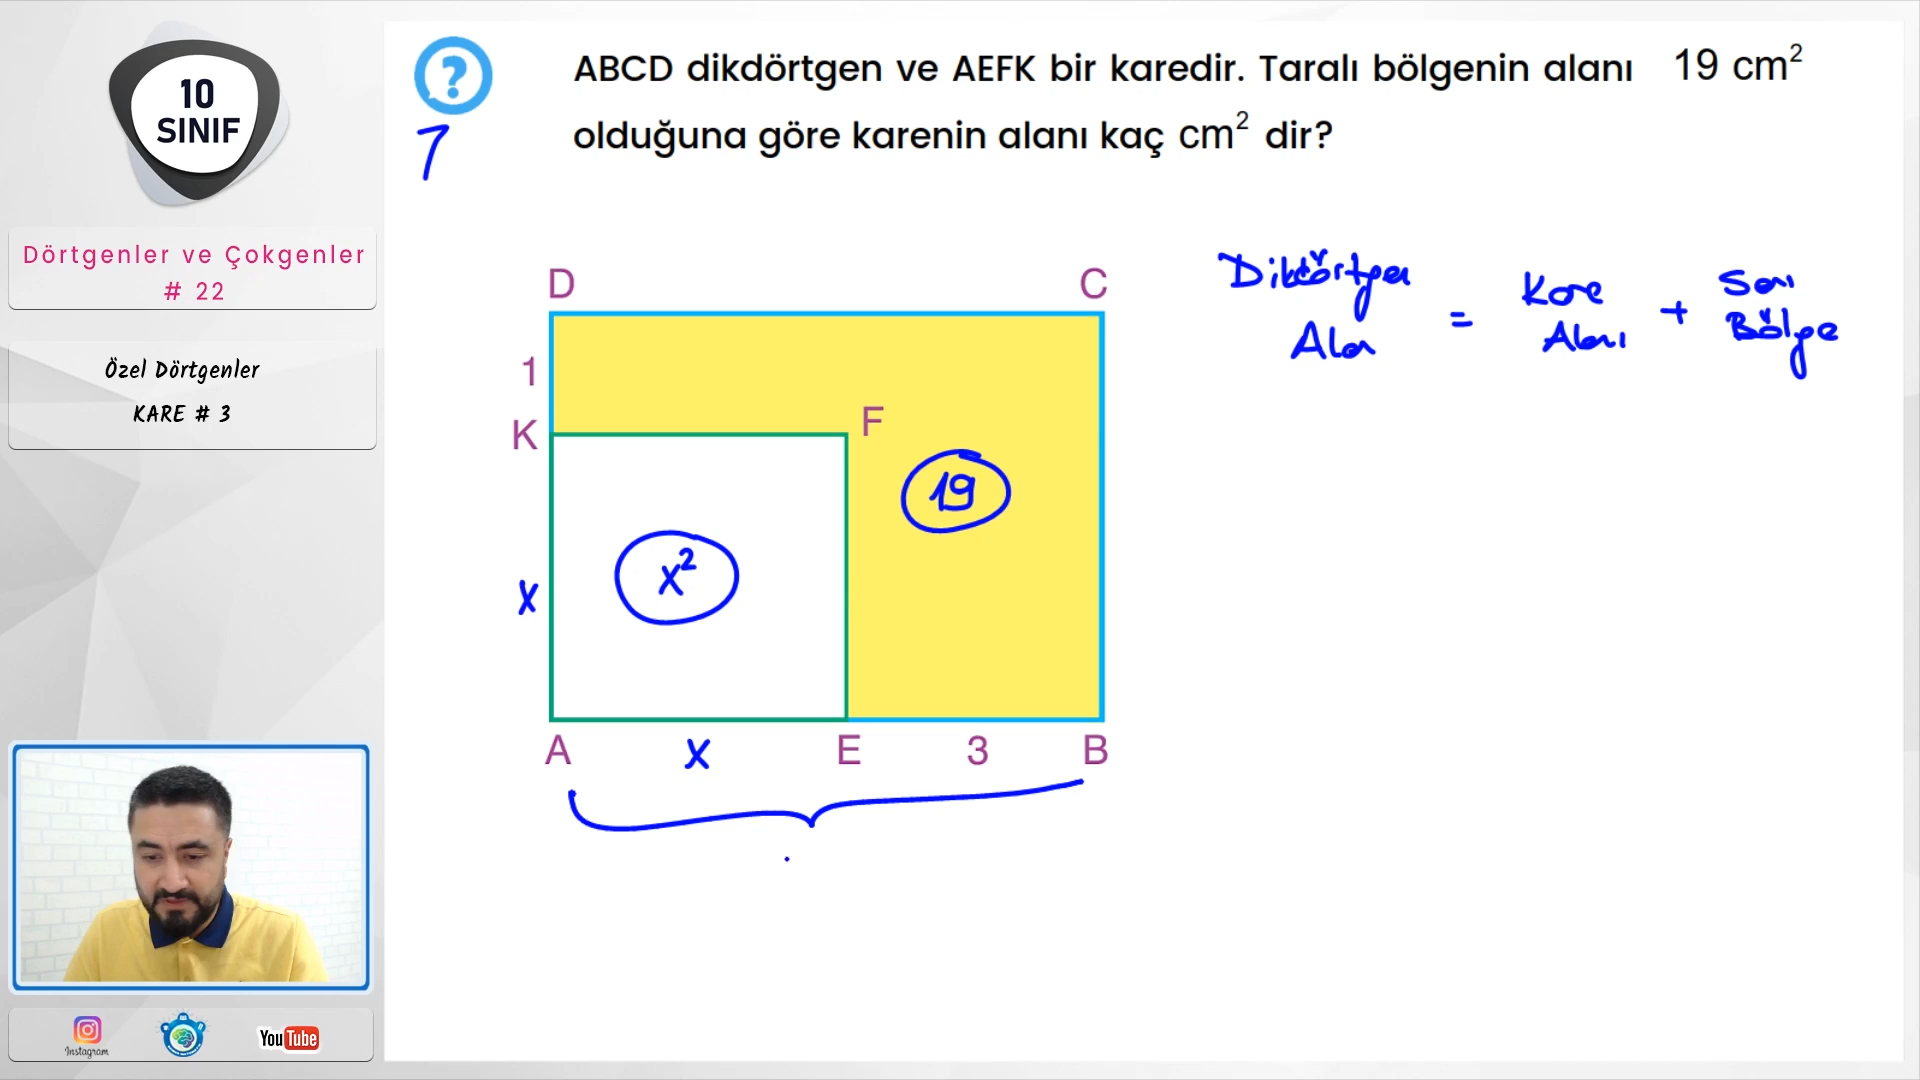 10
SINIF
Dörtgenler ve Çokgenler
# 22
Özel Dörtgenler
KARE # 3
Instagram
YouTube
7
ABCD dikdörtgen ve AEFK bir karedir. Taralı bölgenin alanı 19 cm²
olduğuna göre karenin alanı kaç cm² dir?
D C
1
K F
19
x²
x
A x E 3 B
Dikdörtgen Kare Sarı
= +
Alan Alanı Bölge